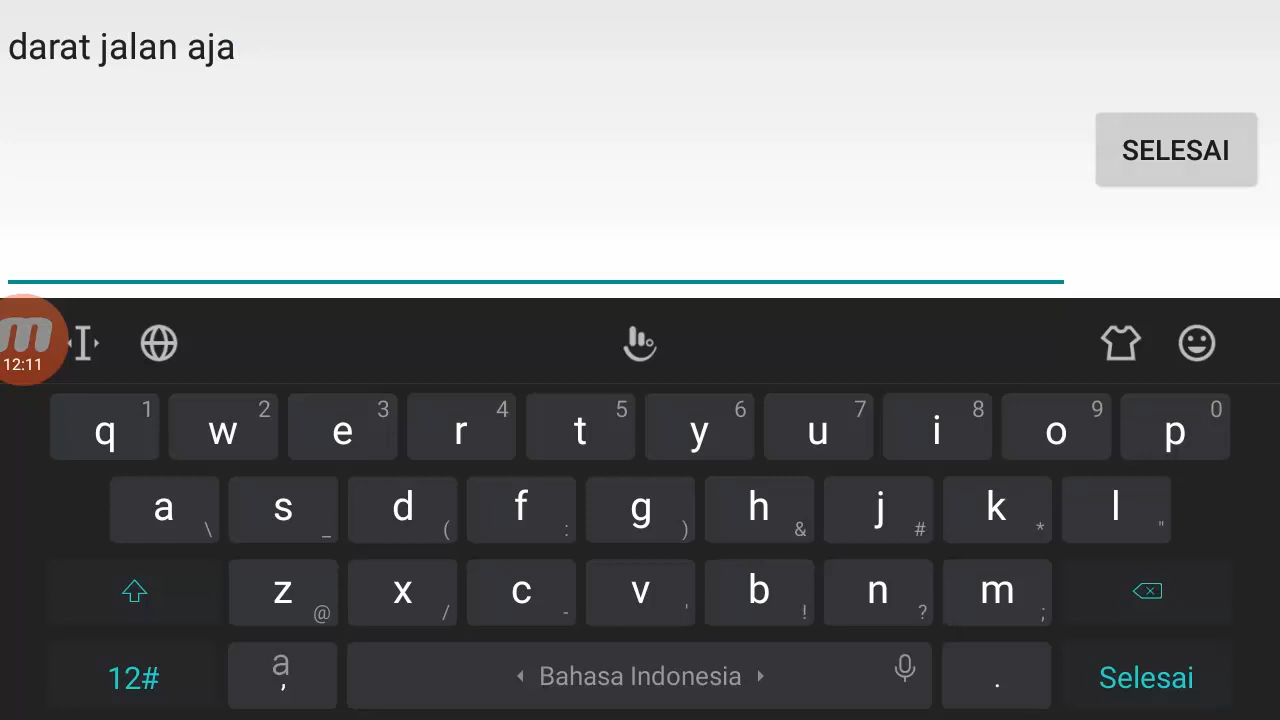 darat jalan aja
SELESAI
12:11
q 1 w 2 e 3 r 4 t 5 y 6 u 7 i 8 o 9 p 0
a \ s _ d ( f : g ) h & j # k * l "
z @ x / c - v ' b ! n ? m ;
12# a , Bahasa Indonesia . Selesai